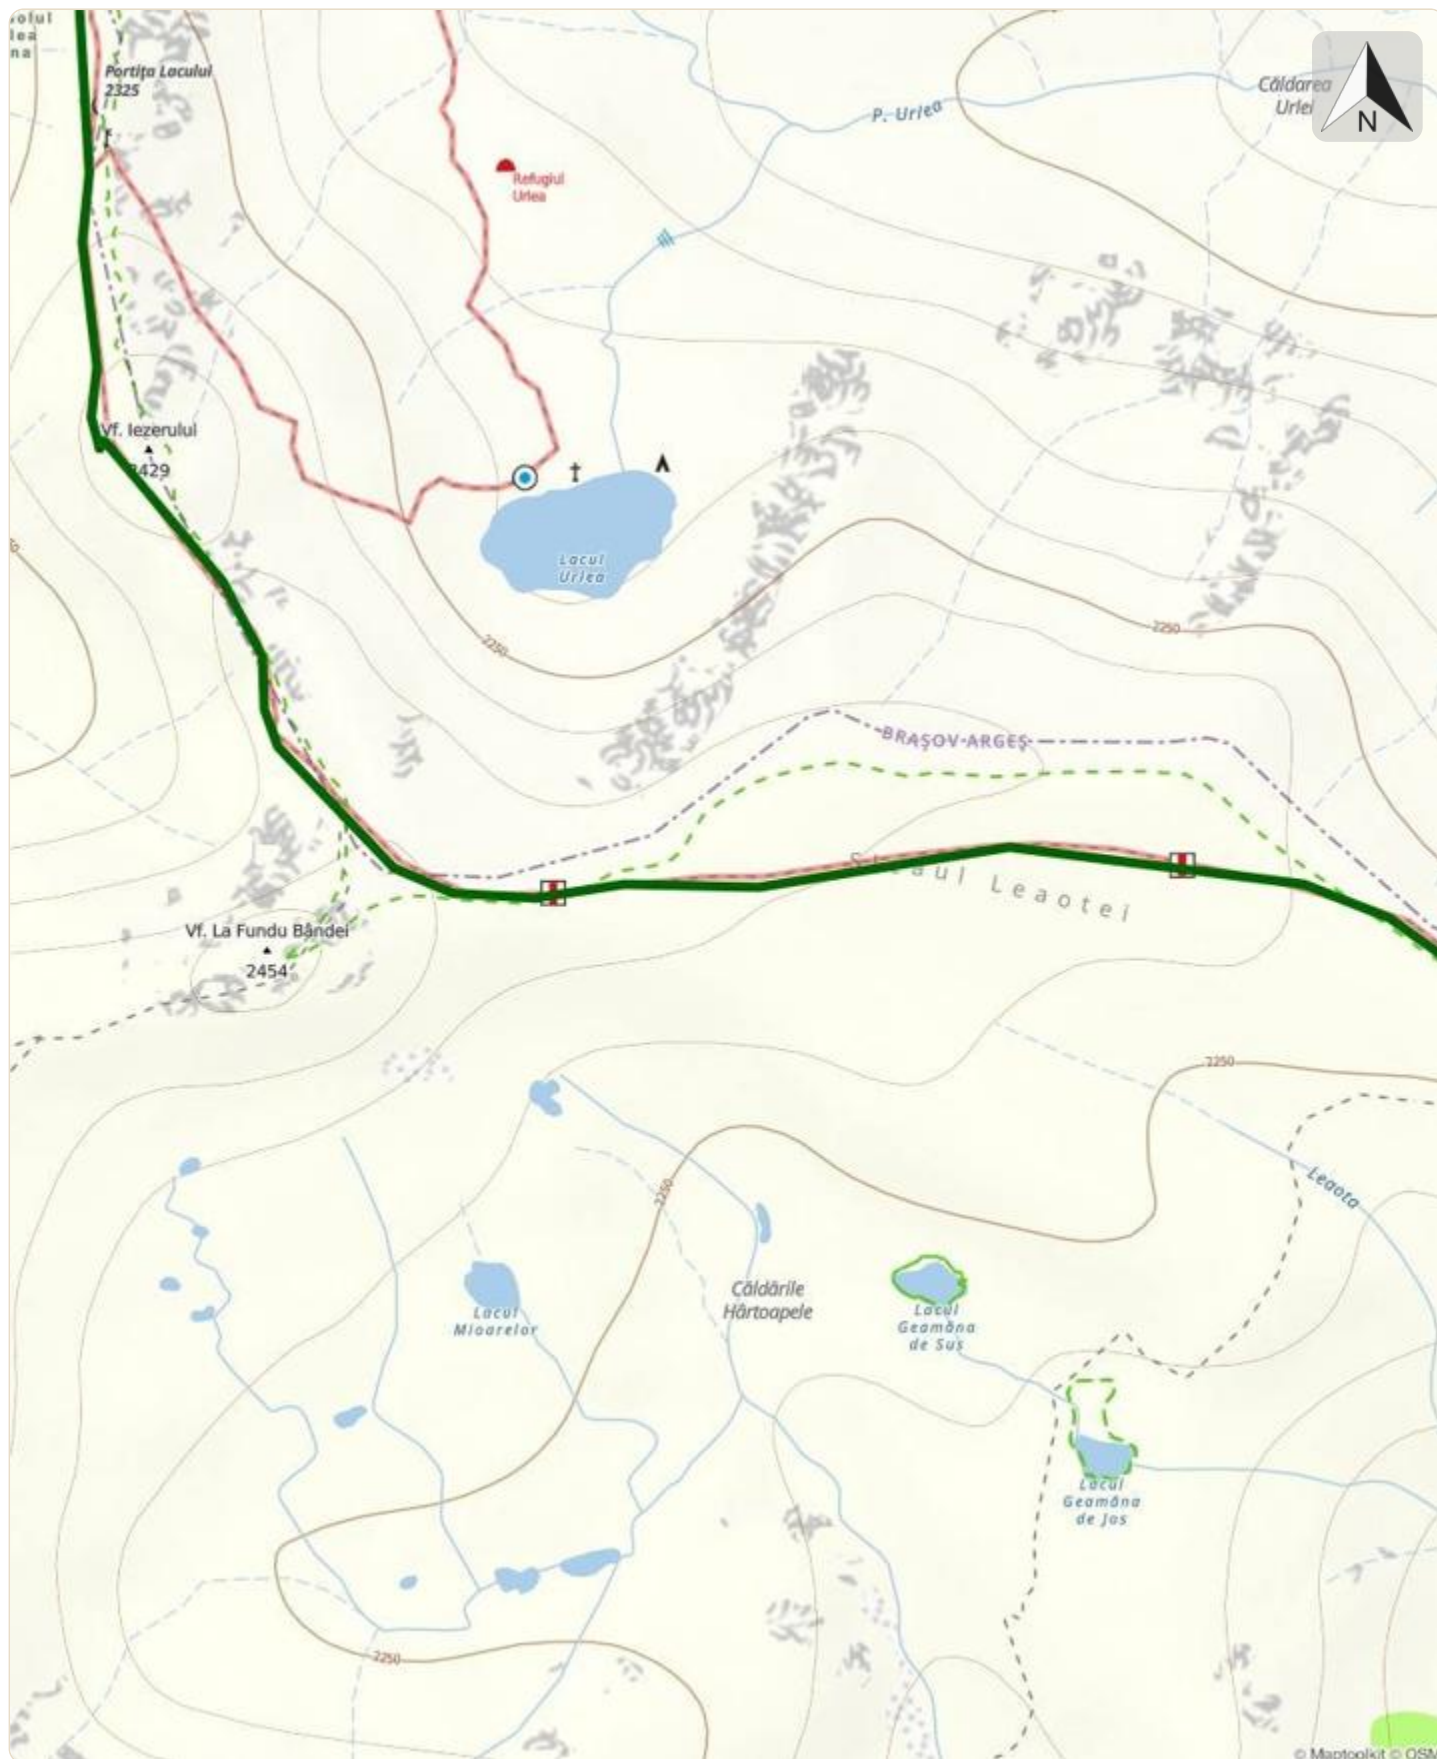 Portița Lacului
2325
Refugiul
Urlea
P. Urlea
Căldarea
N
Vf. Iezerului
2429
Lacul
Urlea
2250
2250
BRAȘOV-ARGEȘ
Leaotei
Vf. La Fundu Bândei
2454
2250
Leaota
2250
Lacul
Mioarelor
Căldările
Hârtoapele
Lacul
Geamăna
de Sus
Lacul
Geamăna
de Jos
2250
© Maptoolkit © OSM